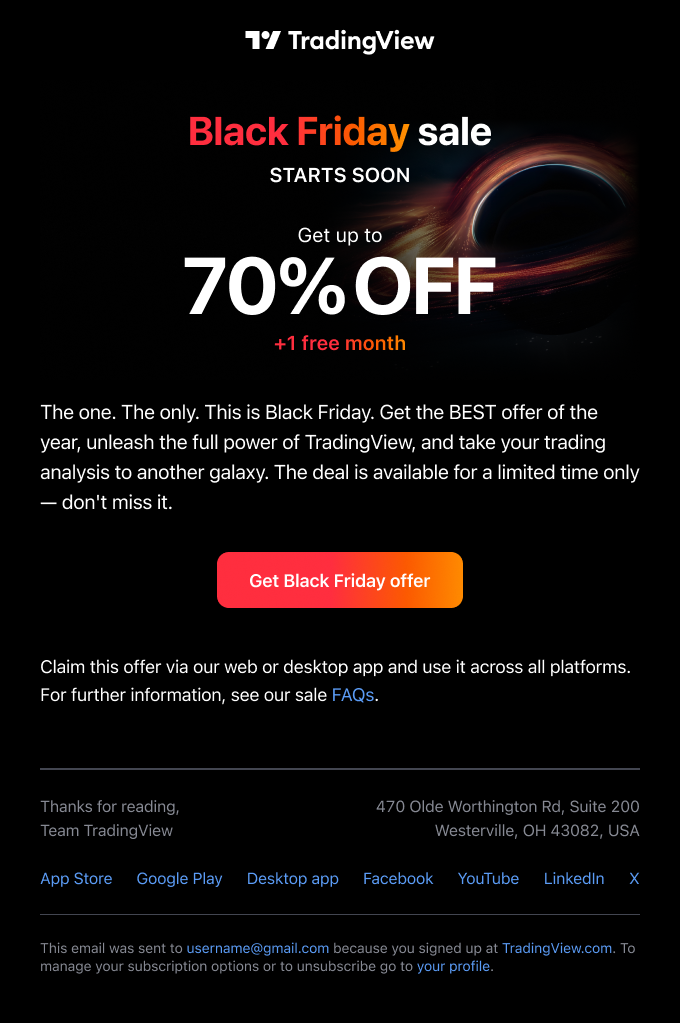 TradingView
Black Friday sale
STARTS SOON
Get up to
70% OFF
+1 free month
The one. The only. This is Black Friday. Get the BEST offer of the
year, unleash the full power of TradingView, and take your trading
analysis to another galaxy. The deal is available for a limited time only
— don't miss it.
Get Black Friday offer
Claim this offer via our web or desktop app and use it across all platforms.
For further information, see our sale FAQs.
Thanks for reading,
Team TradingView
470 Olde Worthington Rd, Suite 200
Westerville, OH 43082, USA
App Store Google Play Desktop app Facebook YouTube LinkedIn X
This email was sent to username@gmail.com because you signed up at TradingView.com. To
manage your subscription options or to unsubscribe go to your profile.